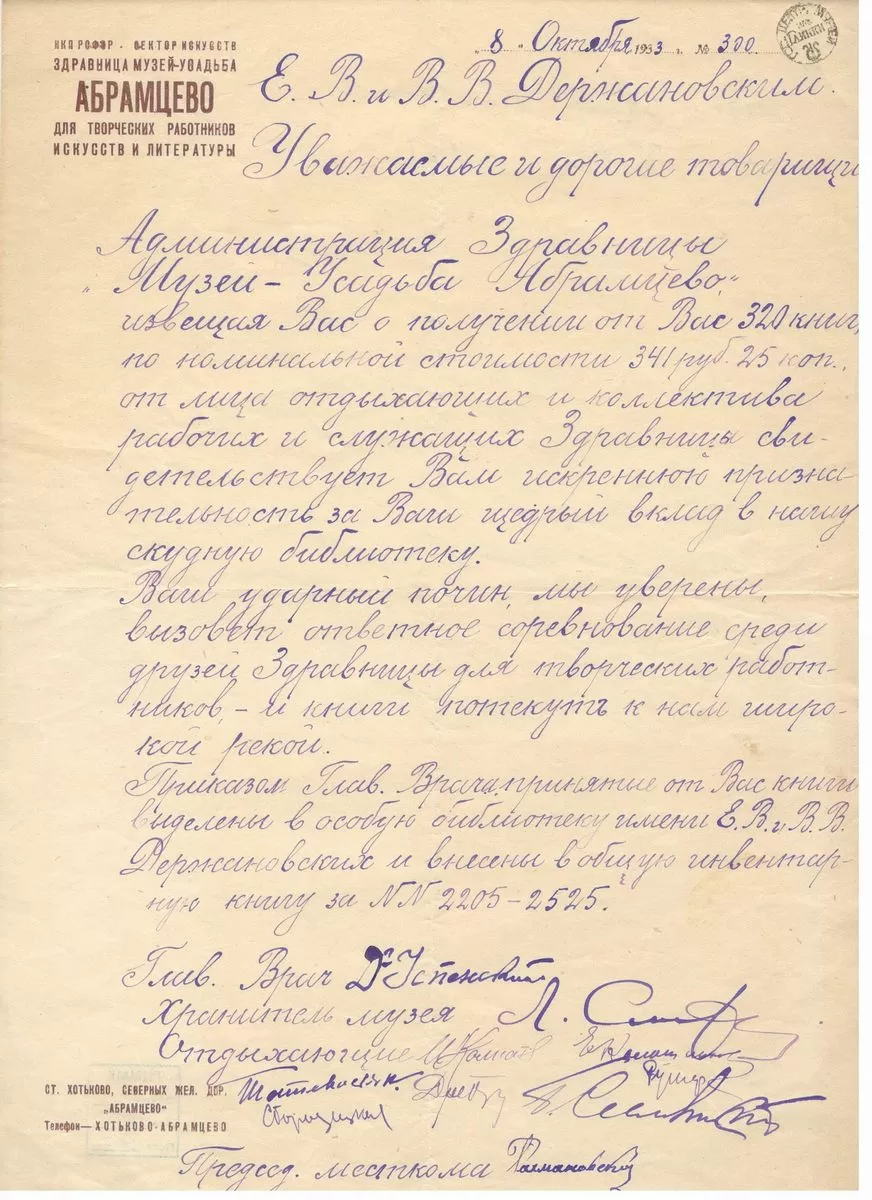 НКП РСФСР - СЕКТОР ИСКУССТВ
ЗДРАВНИЦА МУЗЕЙ-УСАДЬБА
АБРАМЦЕВО
ДЛЯ ТВОРЧЕСКИХ РАБОТНИКОВ
ИСКУССТВ И ЛИТЕРАТУРЫ
„8" Октября 1933 г. № 300
Е. В. и В. В. Держановским.
Уважаемые и дорогие товарищи
Администрация Здравницы
„Музей - Усадьба Абрамцево"
извещая Вас о получении от Вас 320 книг,
по номинальной стоимости 341 руб. 25 коп.,
от лица отдыхающих и коллектива
рабочих и служащих Здравницы сви-
детельствует Вам искреннюю призна-
тельность за Ваш щедрый вклад в нашу
скудную библиотеку.
Ваш ударный почин, мы уверены,
вызовет ответное соревнование среди
друзей Здравницы для творческих работ-
ников, - и книги потекуть к нам широ-
кой рекой.
Приказом Глав. Врача принятые от Вас книги
выделены в особую библиотеку имени Е. В. и В. В.
Держановских и внесены в общую инвентар-
ную книгу за NN 2205-2525.
Глав. Врач Д-р Успенский
Хранитель музея Л.
Отдыхающие
СТ. ХОТЬКОВО, СЕВЕРНЫХ ЖЕЛ. ДОР.
„АБРАМЦЕВО"
Телефон — ХОТЬКОВО-АБРАМЦЕВО
Председ. месткома